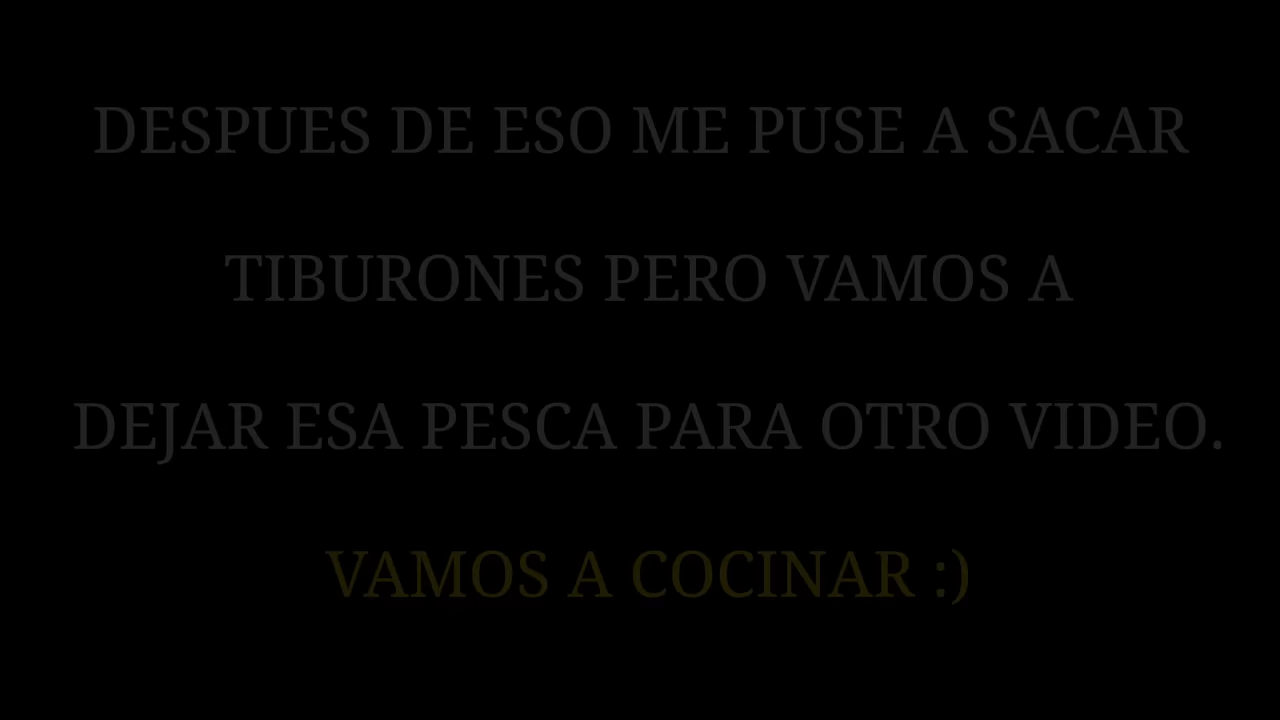 DESPUES DE ESO ME PUSE A SACAR
TIBURONES PERO VAMOS A
DEJAR ESA PESCA PARA OTRO VIDEO.
VAMOS A COCINAR :)